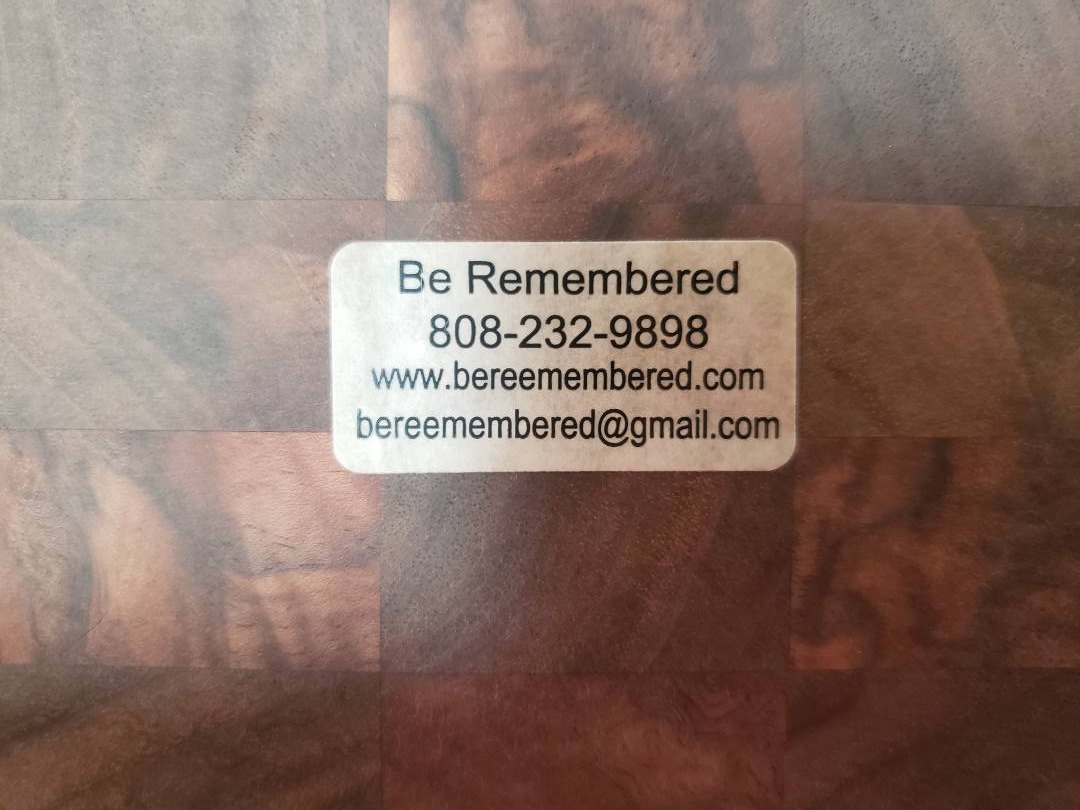 Be Remembered
808-232-9898
www.bereemembered.com
bereemembered@gmail.com